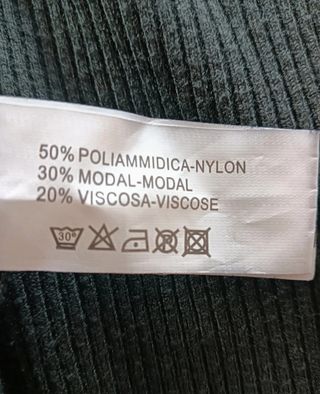 50% POLIAMMIDICA-NYLON
30% MODAL-MODAL
20% VISCOSA-VISCOSE
30°